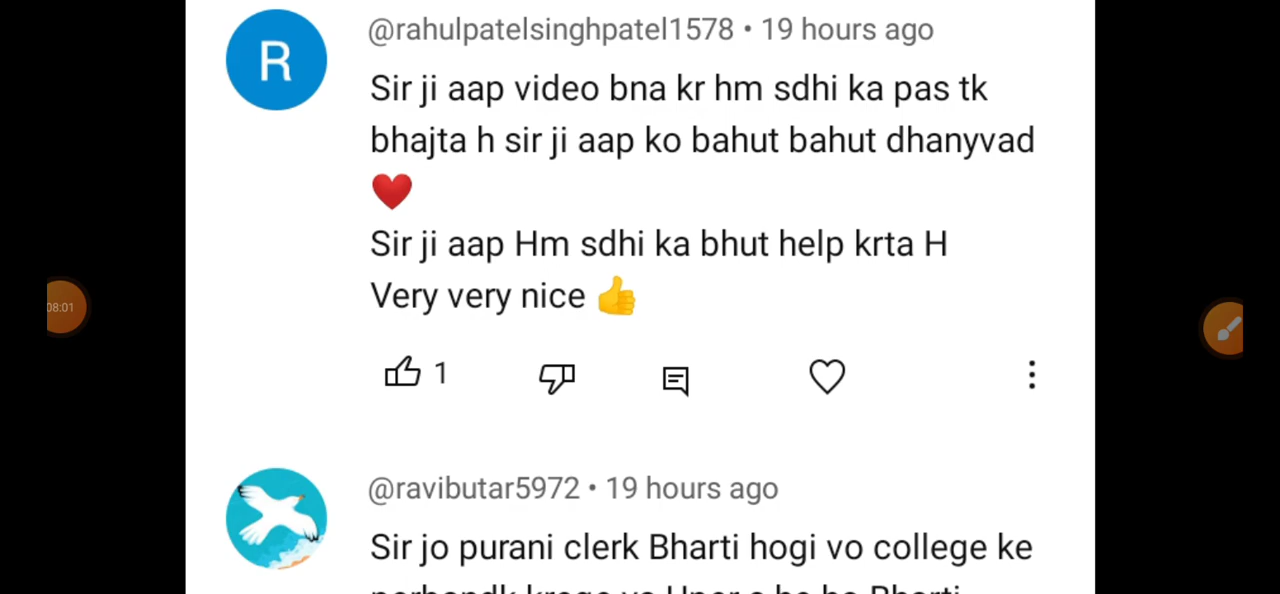 R
@rahulpatelsinghpatel1578 • 19 hours ago
Sir ji aap video bna kr hm sdhi ka pas tk
bhajta h sir ji aap ko bahut bahut dhanyvad
❤️
Sir ji aap Hm sdhi ka bhut help krta H
Very very nice 👍
1
08:01
@ravibutar5972 • 19 hours ago
Sir jo purani clerk Bharti hogi vo college ke